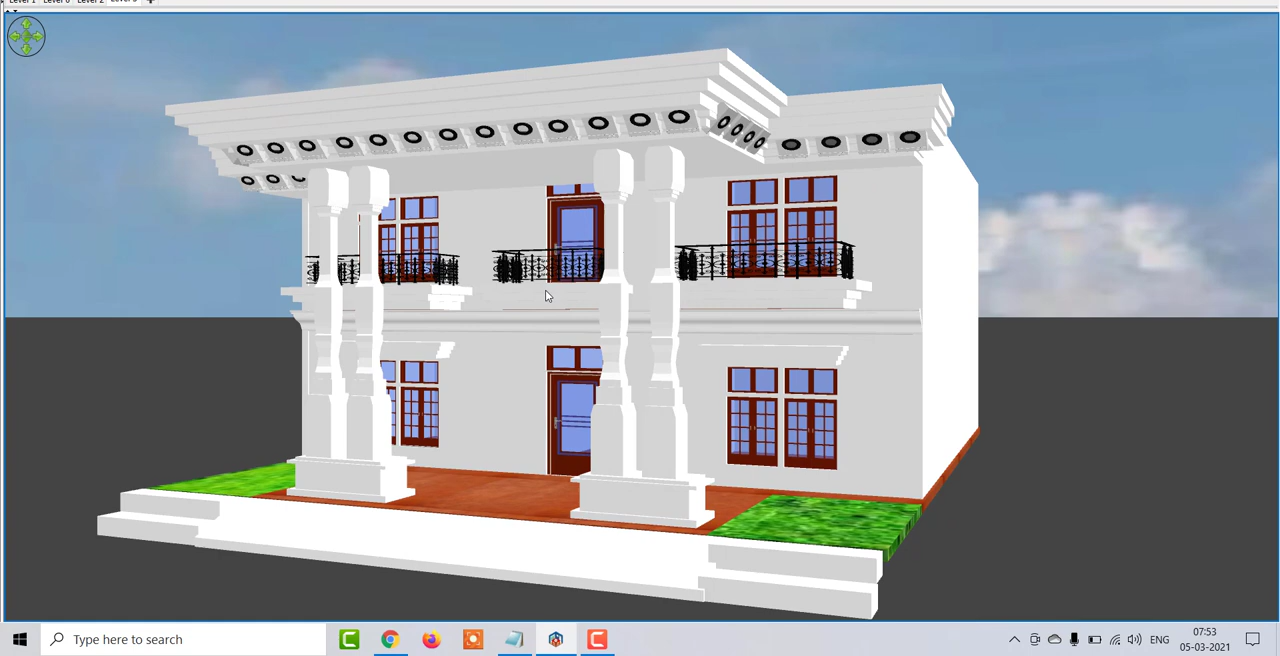 Level 1 Level 0 Level 2
Type here to search
ENG
07:53
05-03-2021